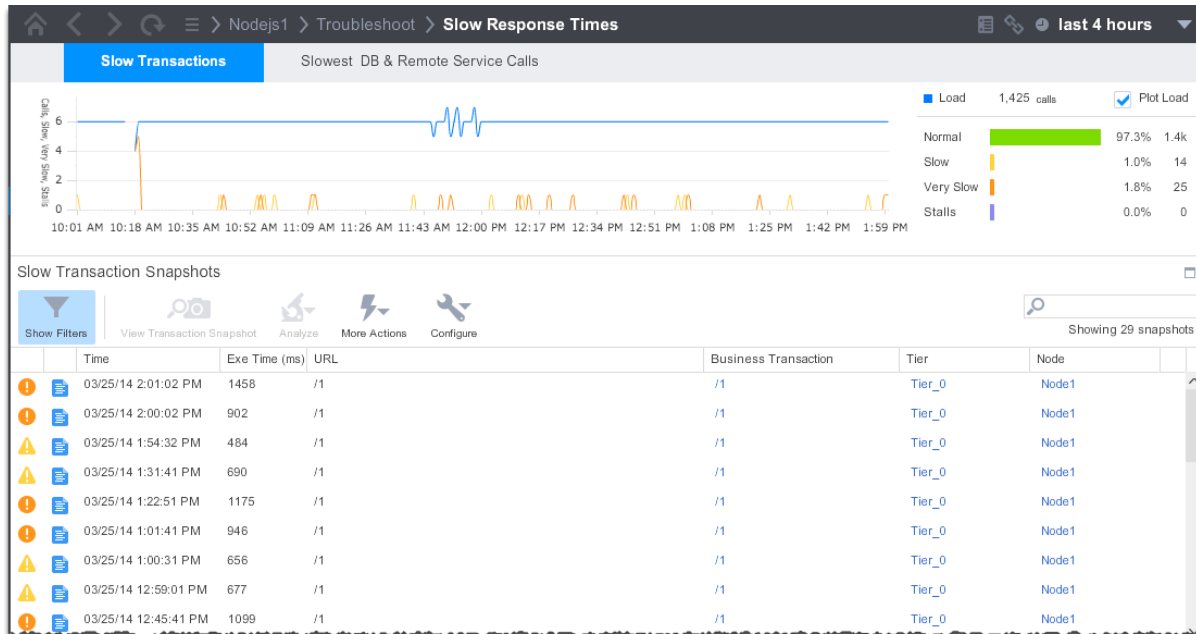 Nodejs1 Troubleshoot Slow Response Times last 4 hours
Slow Transactions Slowest DB & Remote Service Calls
Calls, Slow, Very Slow, Stalls
6
4
2
0
10:01 AM 10:18 AM 10:35 AM 10:52 AM 11:09 AM 11:26 AM 11:43 AM 12:00 PM 12:17 PM 12:34 PM 12:51 PM 1:08 PM 1:25 PM 1:42 PM 1:59 PM
Load 1,425 calls Plot Load
Normal 97.3% 1.4k
Slow 1.0% 14
Very Slow 1.8% 25
Stalls 0.0% 0
Slow Transaction Snapshots
Show Filters View Transaction Snapshot Analyze More Actions Configure
Showing 29 snapshots
Time Exe Time (ms) URL Business Transaction Tier Node
03/25/14 2:01:02 PM 1458 /1 /1 Tier_0 Node1
03/25/14 2:00:02 PM 902 /1 /1 Tier_0 Node1
03/25/14 1:54:32 PM 484 /1 /1 Tier_0 Node1
03/25/14 1:31:41 PM 690 /1 /1 Tier_0 Node1
03/25/14 1:22:51 PM 1175 /1 /1 Tier_0 Node1
03/25/14 1:01:41 PM 946 /1 /1 Tier_0 Node1
03/25/14 1:00:31 PM 656 /1 /1 Tier_0 Node1
03/25/14 12:59:01 PM 677 /1 /1 Tier_0 Node1
03/25/14 12:45:41 PM 1099 /1 /1 Tier_0 Node1